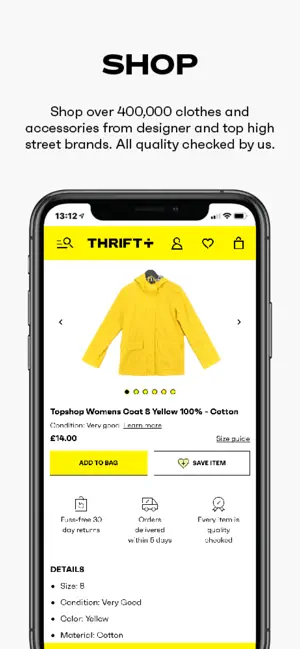 SHOP
Shop over 400,000 clothes and
accessories from designer and top high
street brands. All quality checked by us.
13:12
THRIFT+
Topshop Womens Coat 8 Yellow 100% - Cotton
Condition: Very good Learn more
£14.00 Size guide
ADD TO BAG SAVE ITEM
Fuss-free 30
day returns
Orders
delivered
within 5 days
Every item is
quality
checked
DETAILS
• Size: 8
• Condition: Very Good
• Color: Yellow
• Material: Cotton